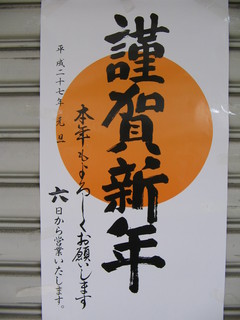 謹賀新年
本年もよろしくお願いします
平成二十七年 元旦
六日から営業いたします。